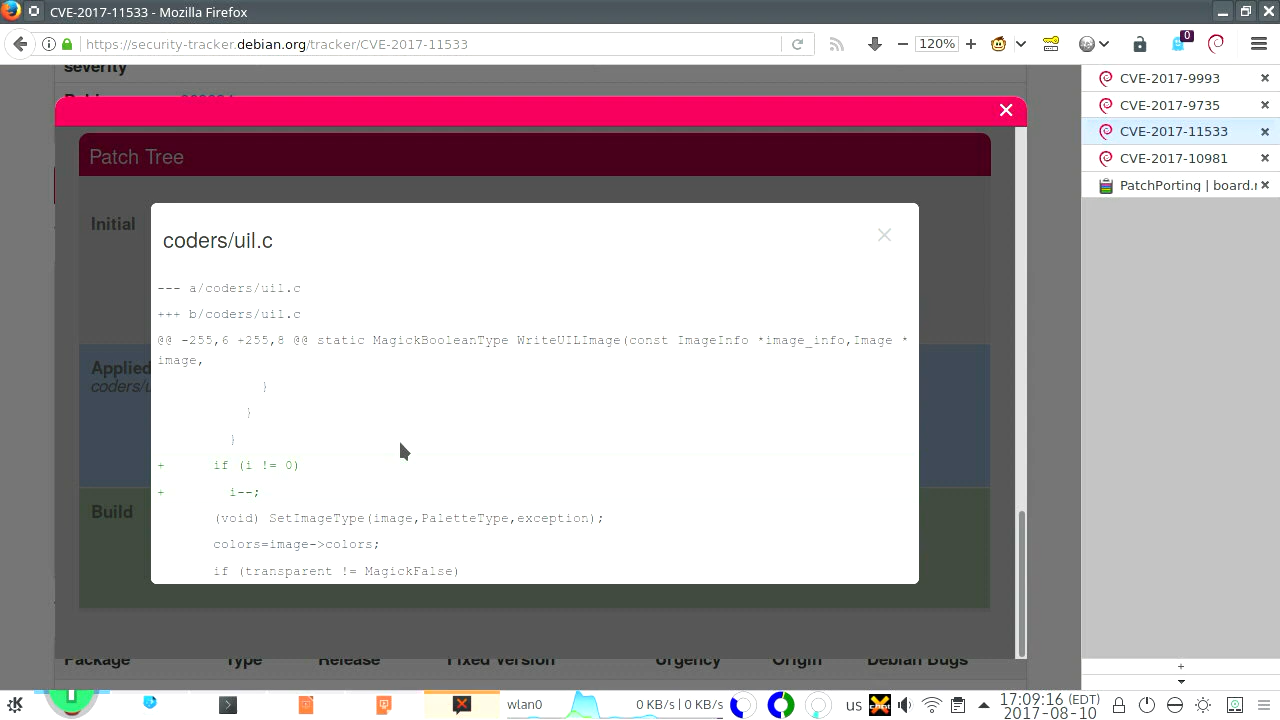 CVE-2017-11533 - Mozilla Firefox
https://security-tracker.debian.org/tracker/CVE-2017-11533
120%
0
severity
CVE-2017-9993
CVE-2017-9735
CVE-2017-11533
CVE-2017-10981
PatchPorting | board.r
Patch Tree
Initial
Applied
coders/u
Build
coders/uil.c
--- a/coders/uil.c
+++ b/coders/uil.c
@@ -255,6 +255,8 @@ static MagickBooleanType WriteUILImage(const ImageInfo *image_info,Image *
image,
}
}
}
+ if (i != 0)
+ i--;
(void) SetImageType(image,PaletteType,exception);
colors=image->colors;
if (transparent != MagickFalse)
Package Type Release Fixed Version Urgency Origin Debian Bugs
wlan0 0 KB/s | 0 KB/s us 17:09:16 (EDT)
2017-08-10